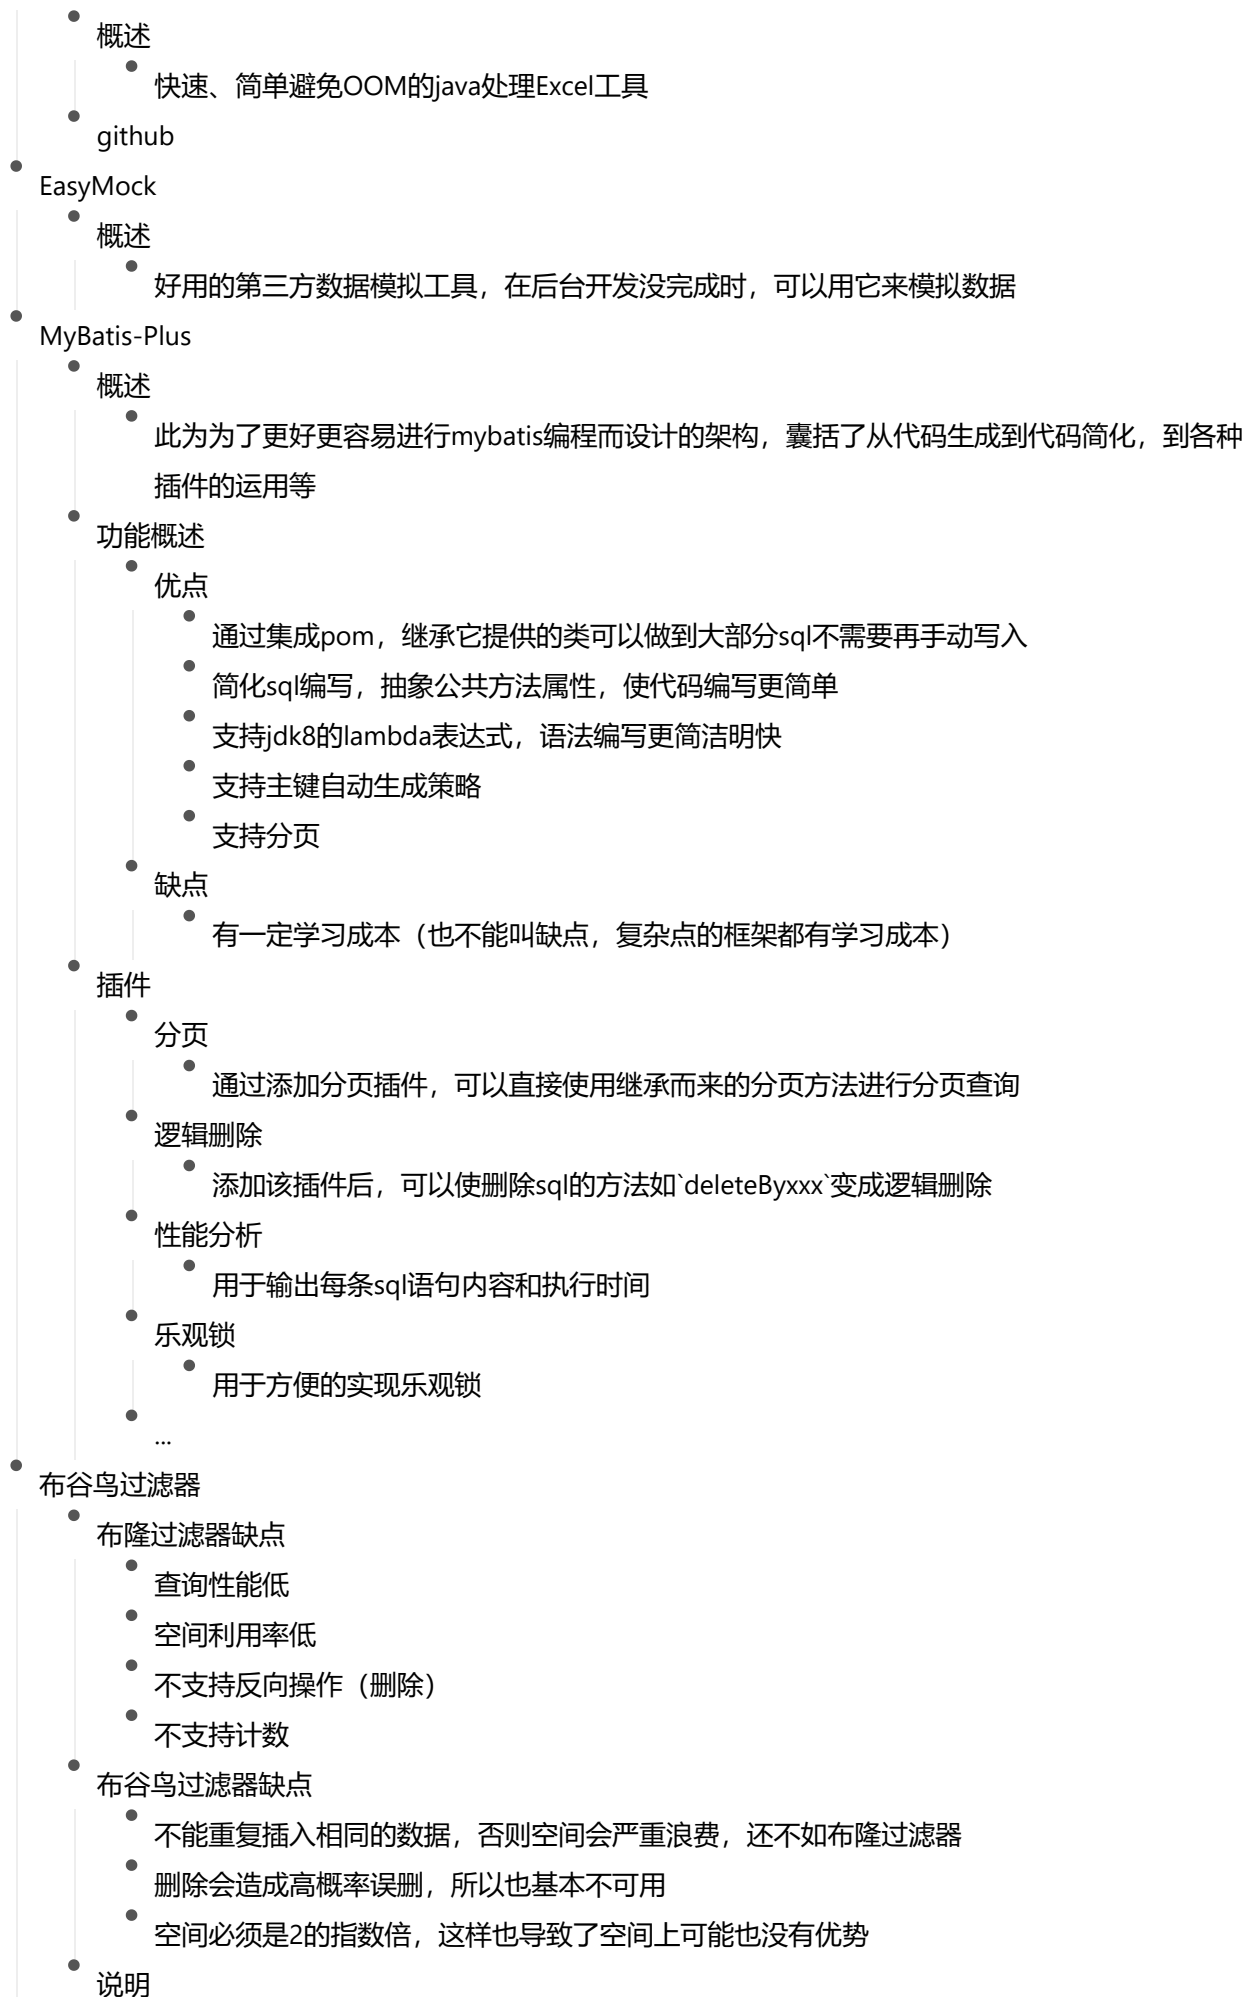 概述
快速、简单避免OOM的java处理Excel工具
github
EasyMock
概述
好用的第三方数据模拟工具，在后台开发没完成时，可以用它来模拟数据
MyBatis-Plus
概述
此为为了更好更容易进行mybatis编程而设计的架构，囊括了从代码生成到代码简化，到各种
插件的运用等
功能概述
优点
通过集成pom，继承它提供的类可以做到大部分sql不需要再手动写入
简化sql编写，抽象公共方法属性，使代码编写更简单
支持jdk8的lambda表达式，语法编写更简洁明快
支持主键自动生成策略
支持分页
缺点
有一定学习成本（也不能叫缺点，复杂点的框架都有学习成本）
插件
分页
通过添加分页插件，可以直接使用继承而来的分页方法进行分页查询
逻辑删除
添加该插件后，可以使删除sql的方法如`deleteByxxx`变成逻辑删除
性能分析
用于输出每条sql语句内容和执行时间
乐观锁
用于方便的实现乐观锁
...
布谷鸟过滤器
布隆过滤器缺点
查询性能低
空间利用率低
不支持反向操作（删除）
不支持计数
布谷鸟过滤器缺点
不能重复插入相同的数据，否则空间会严重浪费，还不如布隆过滤器
删除会造成高概率误删，所以也基本不可用
空间必须是2的指数倍，这样也导致了空间上可能也没有优势
说明